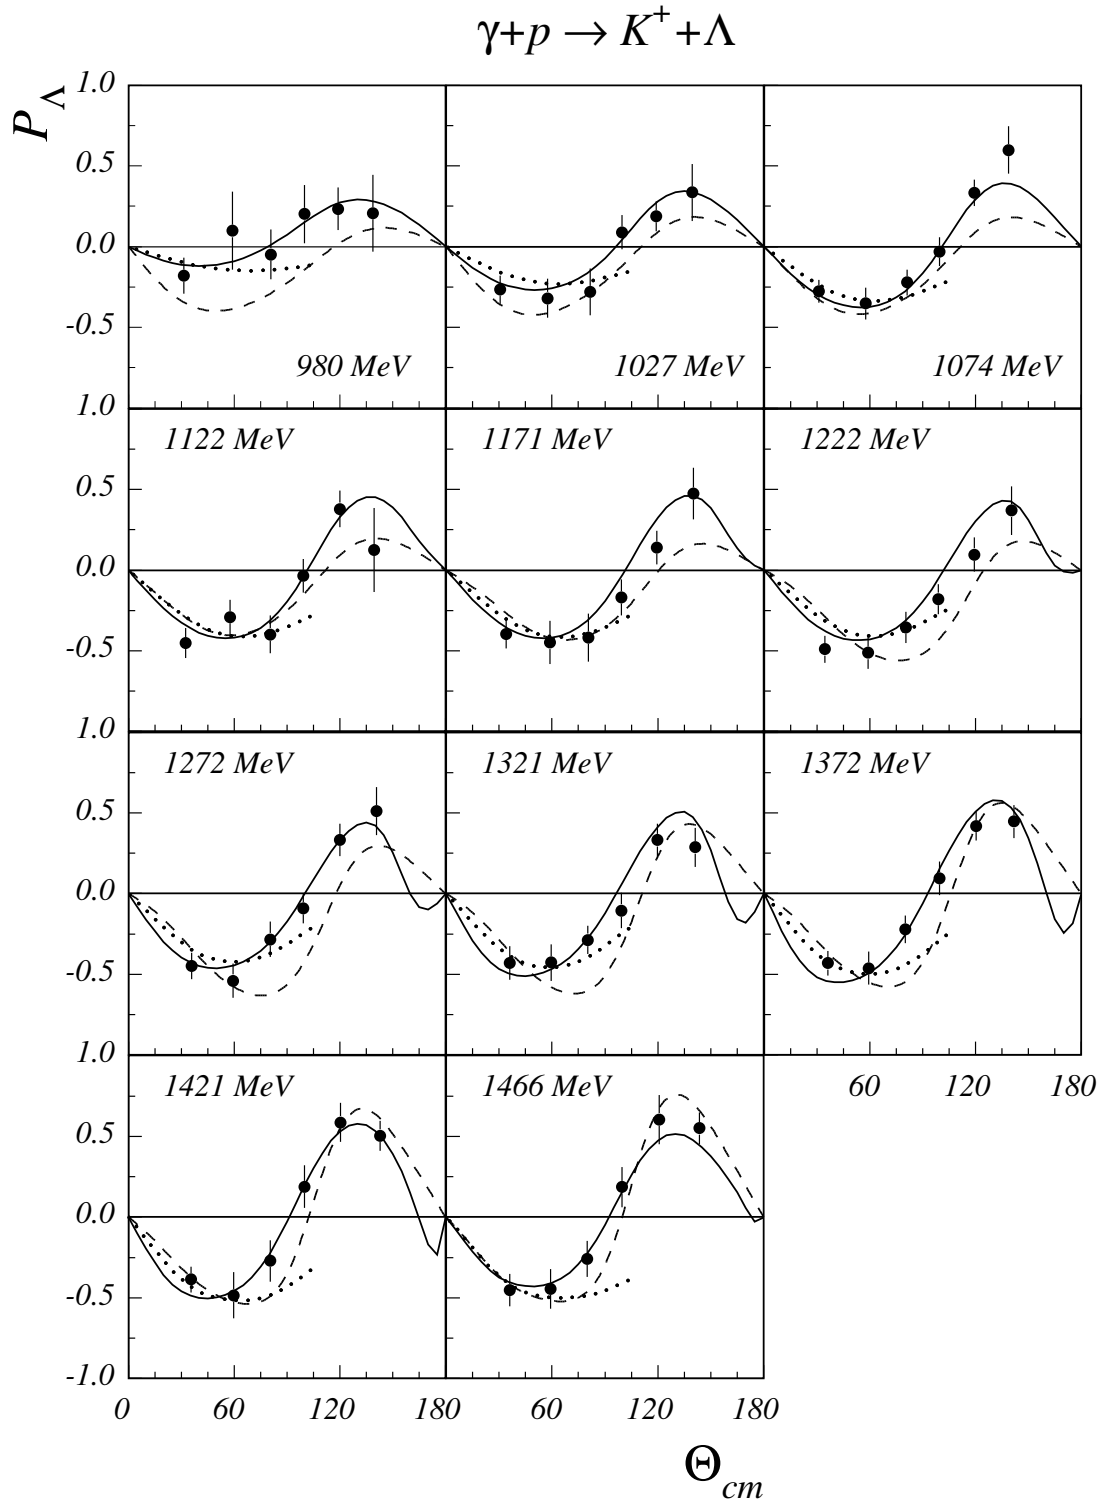 γ+p → K⁺+Λ
P_Λ
1.0
0.5
0.0
-0.5
980 MeV
1027 MeV
1074 MeV
1.0
1122 MeV
1171 MeV
1222 MeV
0.5
0.0
-0.5
1.0
1272 MeV
1321 MeV
1372 MeV
0.5
0.0
-0.5
1.0
1421 MeV
1466 MeV
60 120 180
0.5
0.0
-0.5
-1.0
0 60 120 180 60 120 180
Θ_cm